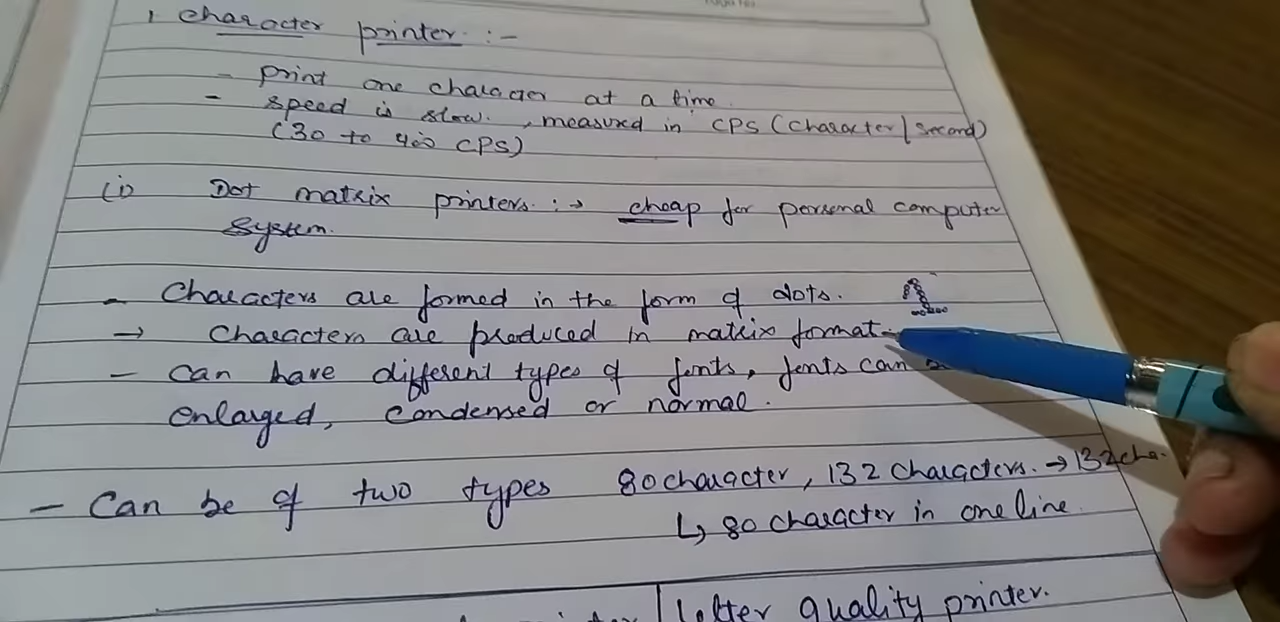 1. Character printer :-
- Print one character at a time.
- speed is slow. , measured in CPS (character/second)
(30 to 400 CPS)
(i) Dot matrix printers :→ cheap for personal computer
system.
- Characters are formed in the form of dots.
→ Characters are produced in matrix format-
- Can have different types of fonts, fonts can
enlarged, condensed or normal.
- Can be of two types 80 character, 132 characters. → 132 cha.
↳ 80 character in one line
letter quality printer.